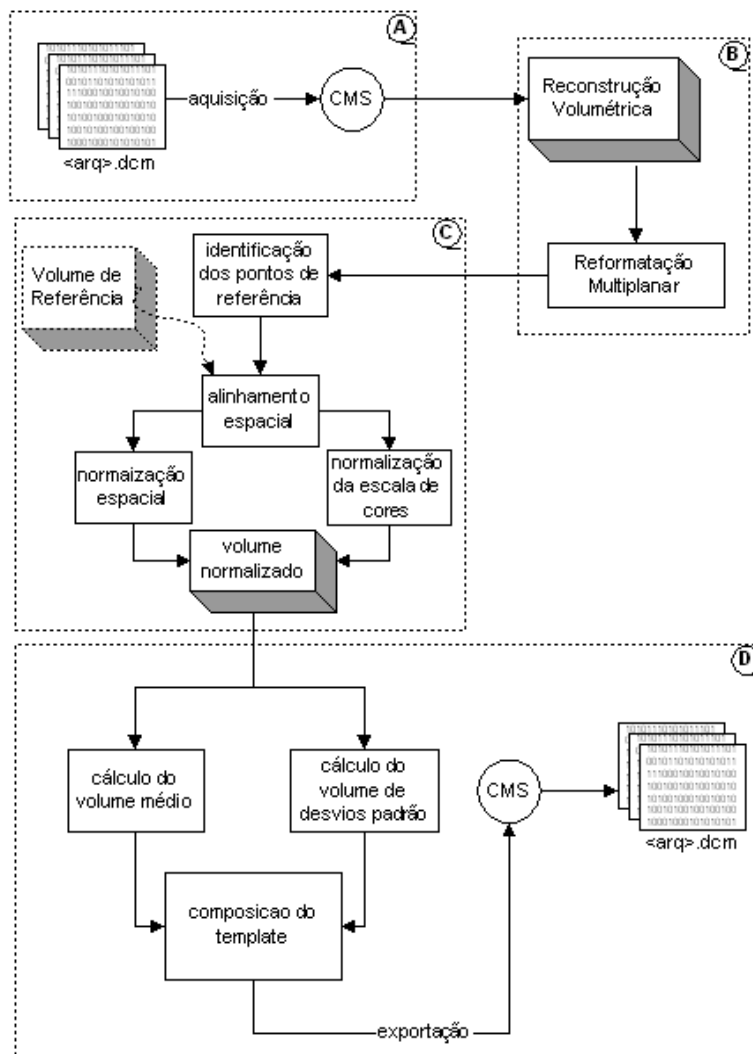 A
<arq>.dcm
aquisição
CMS
B
Reconstrução
Volumétrica
Reformatação
Multiplanar
C
Volume de
Referência
identificação
dos pontos de
referência
alinhamento
espacial
normaização
espacial
normalização
da escala de
cores
volume
normalizado
D
cálculo do
volume médio
cálculo do
volume de
desvios padrão
composicao do
template
exportação
CMS
<arq>.dcm